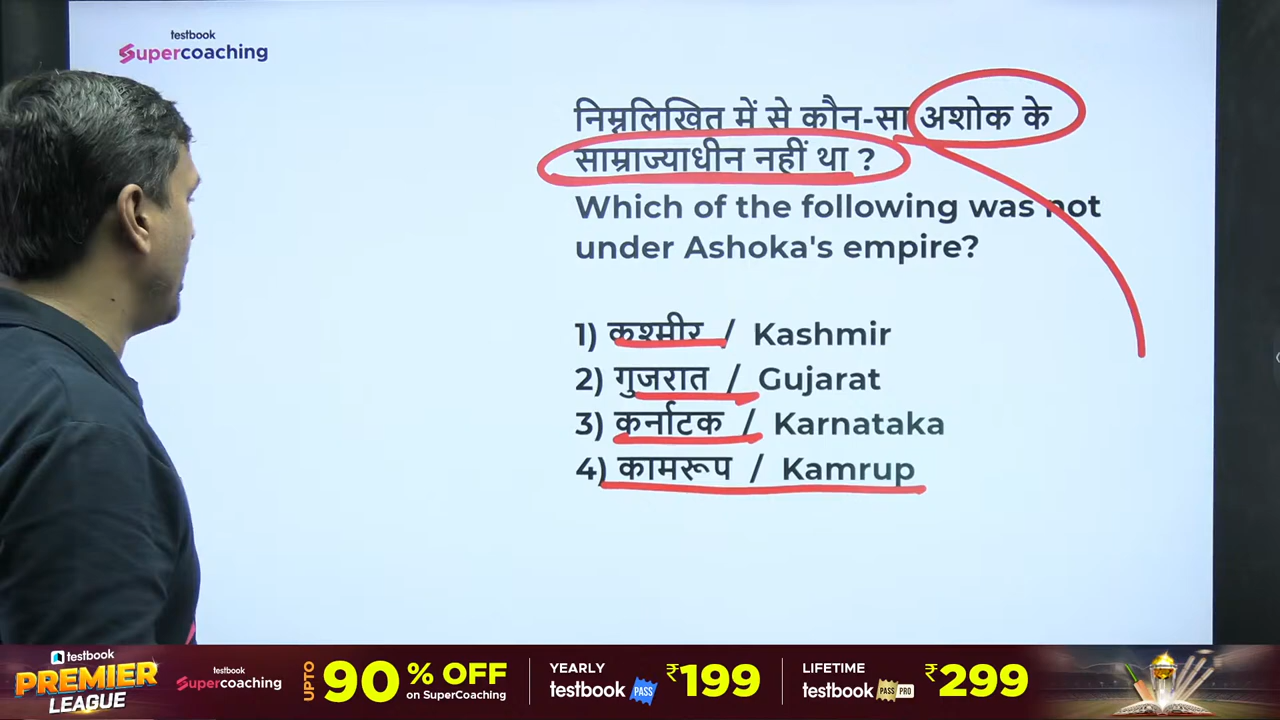 testbook
Supercoaching
निम्नलिखित में से कौन-सा अशोक के
साम्राज्याधीन नहीं था ?
Which of the following was not
under Ashoka's empire?
1) कश्मीर / Kashmir
2) गुजरात / Gujarat
3) कर्नाटक / Karnataka
4) कामरूप / Kamrup
testbook
PREMIER
LEAGUE
testbook
Supercoaching
UPTO 90 % OFF
on SuperCoaching
YEARLY
testbook PASS
₹199
LIFETIME
testbook PASS PRO
₹299